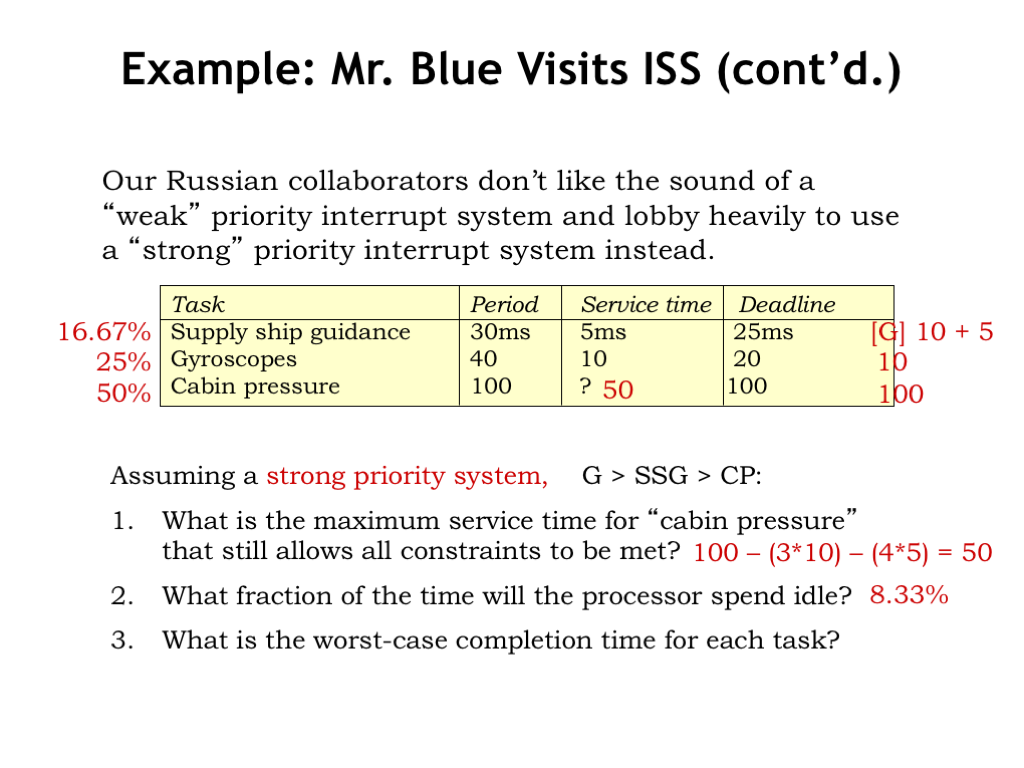 Example: Mr. Blue Visits ISS (cont’d.)
Our Russian collaborators don’t like the sound of a
“weak” priority interrupt system and lobby heavily to use
a “strong” priority interrupt system instead.
Task Period Service time Deadline
16.67% Supply ship guidance 30ms 5ms 25ms [G] 10 + 5
25% Gyroscopes 40 10 20 10
50% Cabin pressure 100 ? 50 100 100
Assuming a strong priority system, G > SSG > CP:
1. What is the maximum service time for “cabin pressure”
that still allows all constraints to be met? 100 – (3*10) – (4*5) = 50
2. What fraction of the time will the processor spend idle? 8.33%
3. What is the worst-case completion time for each task?